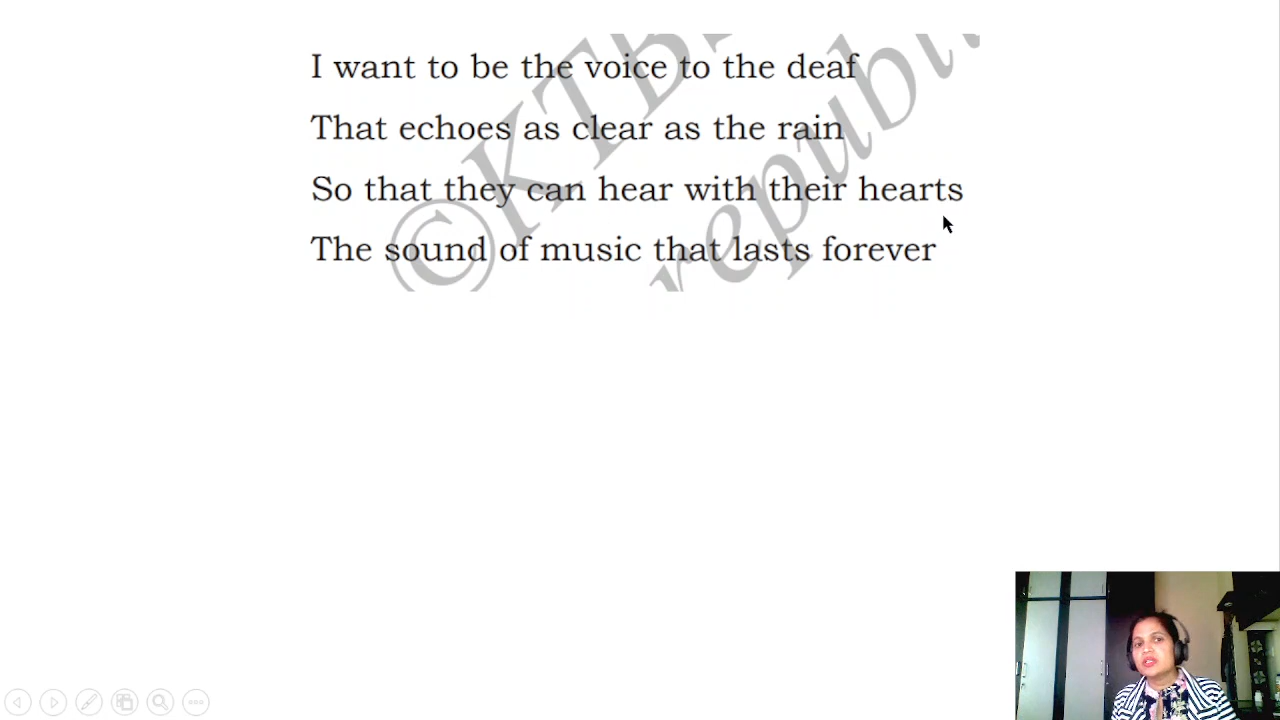 I want to be the voice to the deaf
That echoes as clear as the rain
So that they can hear with their hearts
The sound of music that lasts forever